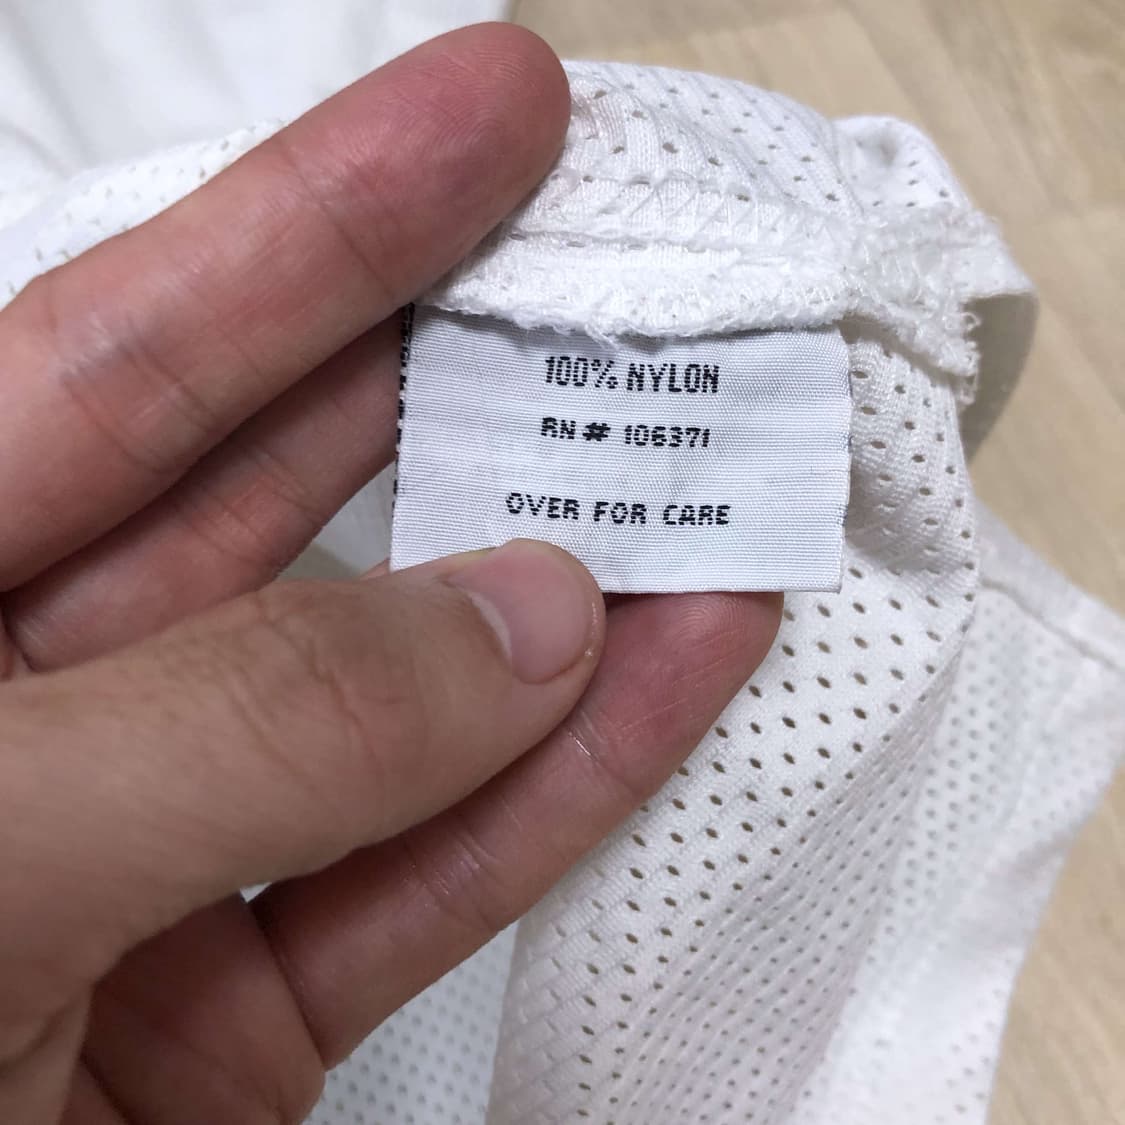 100% NYLON
RN # 106371
OVER FOR CARE